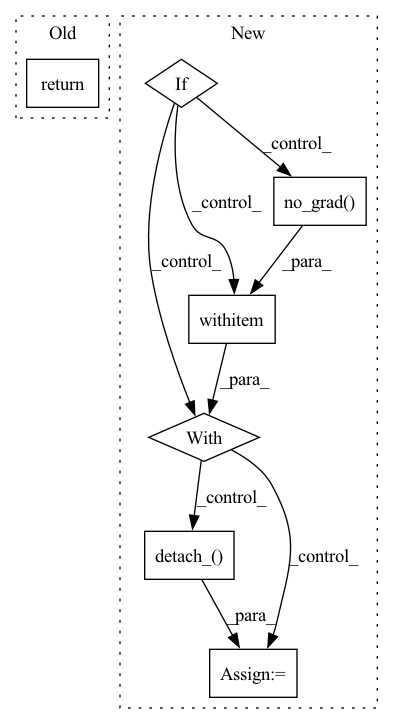 Old
New
return
If
_control_
no_grad()
_control_
_control_
_para_
withitem
_para_
With
_control_
detach_()
_control_
_para_
Assign:=